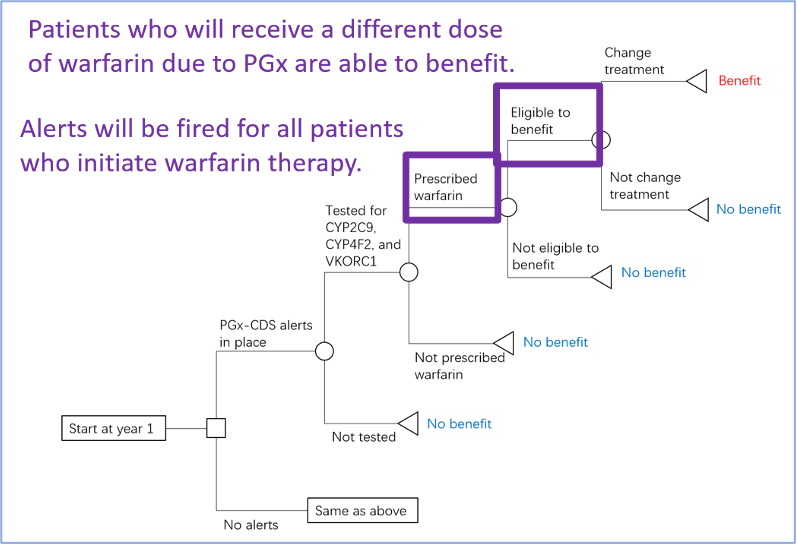 Patients who will receive a different dose
of warfarin due to PGx are able to benefit.
Alerts will be fired for all patients
who initiate warfarin therapy.
Change
treatment
Benefit
Eligible to
benefit
Not change
treatment
No benefit
Prescribed
warfarin
Not eligible to
benefit
No benefit
Tested for
CYP2C9,
CYP4F2, and
VKORC1
Not prescribed
warfarin
No benefit
PGx-CDS alerts
in place
Not tested
No benefit
Start at year 1
No alerts
Same as above